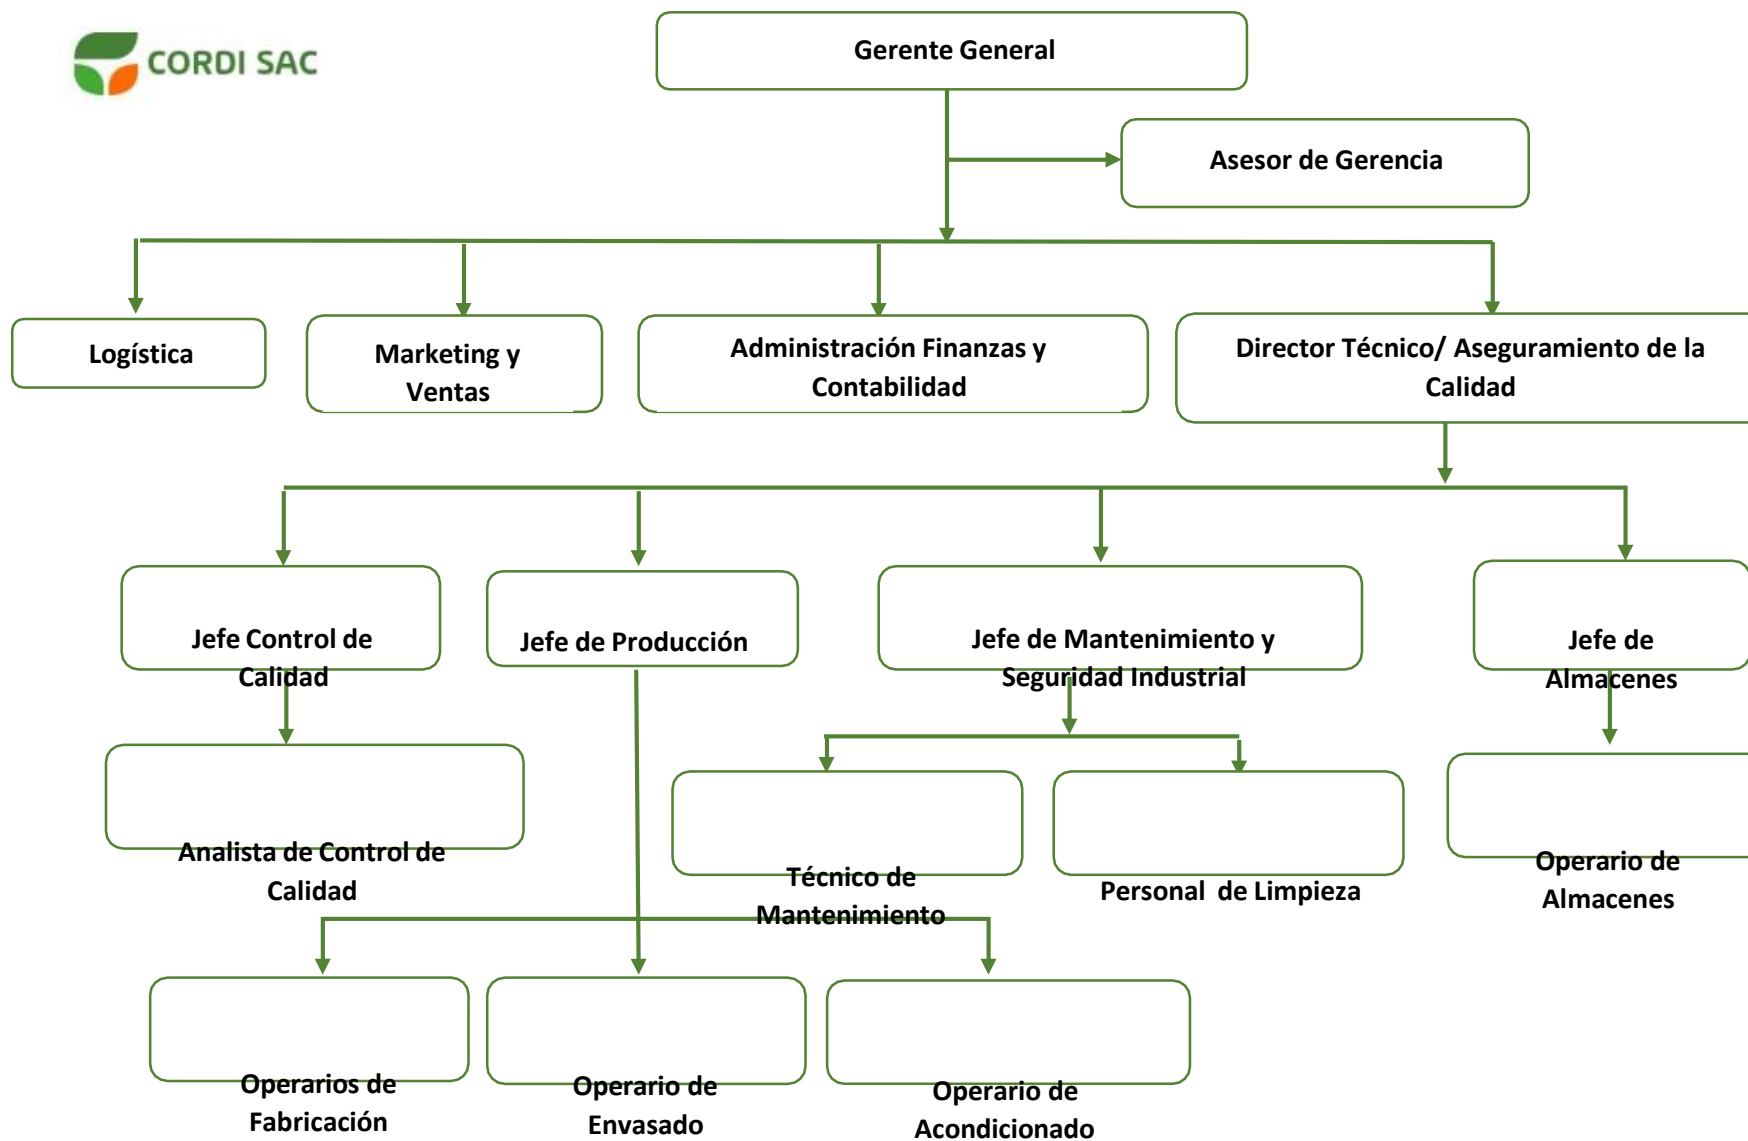 CORDI SAC
Gerente General
Asesor de Gerencia
Logística
Marketing y
Ventas
Administración Finanzas y
Contabilidad
Director Técnico/ Aseguramiento de la
Calidad
Jefe Control de
Calidad
Jefe de Producción
Jefe de Mantenimiento y
Seguridad Industrial
Jefe de
Almacenes
Analista de Control de
Calidad
Técnico de
Mantenimiento
Personal de Limpieza
Operario de
Almacenes
Operarios de
Fabricación
Operario de
Envasado
Operario de
Acondicionado